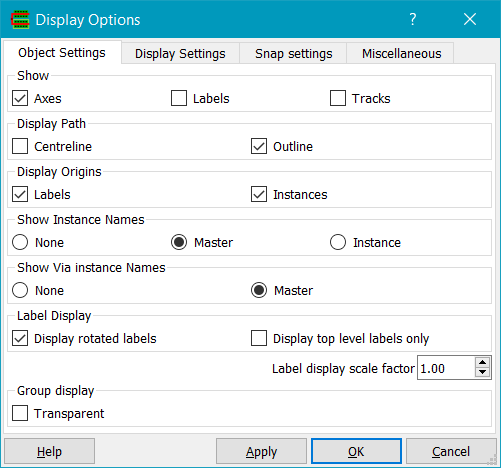 Display Options
?
Object Settings Display Settings Snap settings Miscellaneous
Show
Axes Labels Tracks
Display Path
Centreline Outline
Display Origins
Labels Instances
Show Instance Names
None Master Instance
Show Via instance Names
None Master
Label Display
Display rotated labels Display top level labels only
Label display scale factor 1.00
Group display
Transparent
Help Apply OK Cancel